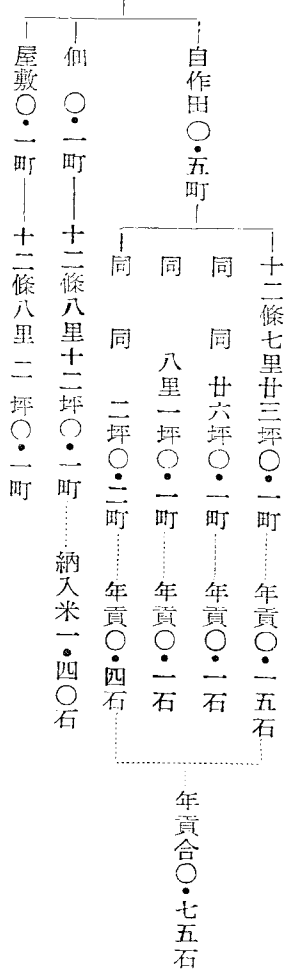 自作田〇・五町
十二條七里廿三坪〇・一町……年貢〇・一五石
同 同 廿六坪〇・一町……年貢〇・一石
同 八里一坪〇・一町……年貢〇・一石
同 同 二坪〇・二町……年貢〇・四石
年貢合〇・七五石
佃 〇・一町——十二條八里十二坪〇・一町……納入米一・四〇石
屋敷〇・一町——十二條八里二坪〇・一町